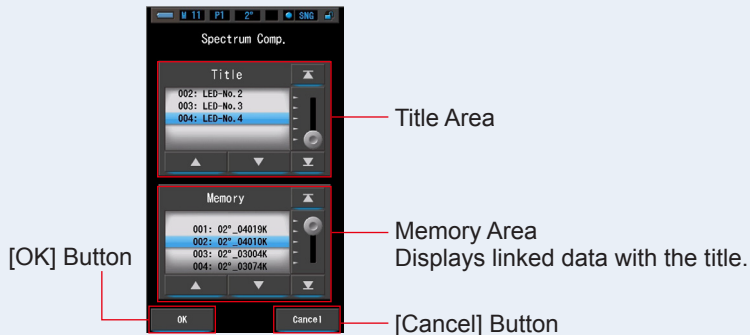 M 11 P1 2° SNG
Spectrum Comp.
Title
002: LED-No.2
003: LED-No.3
004: LED-No.4
Title Area
Memory
001: 02°_04019K
002: 02°_04010K
003: 02°_03004K
004: 02°_03074K
Memory Area
Displays linked data with the title.
[OK] Button
OK
Cancel
[Cancel] Button